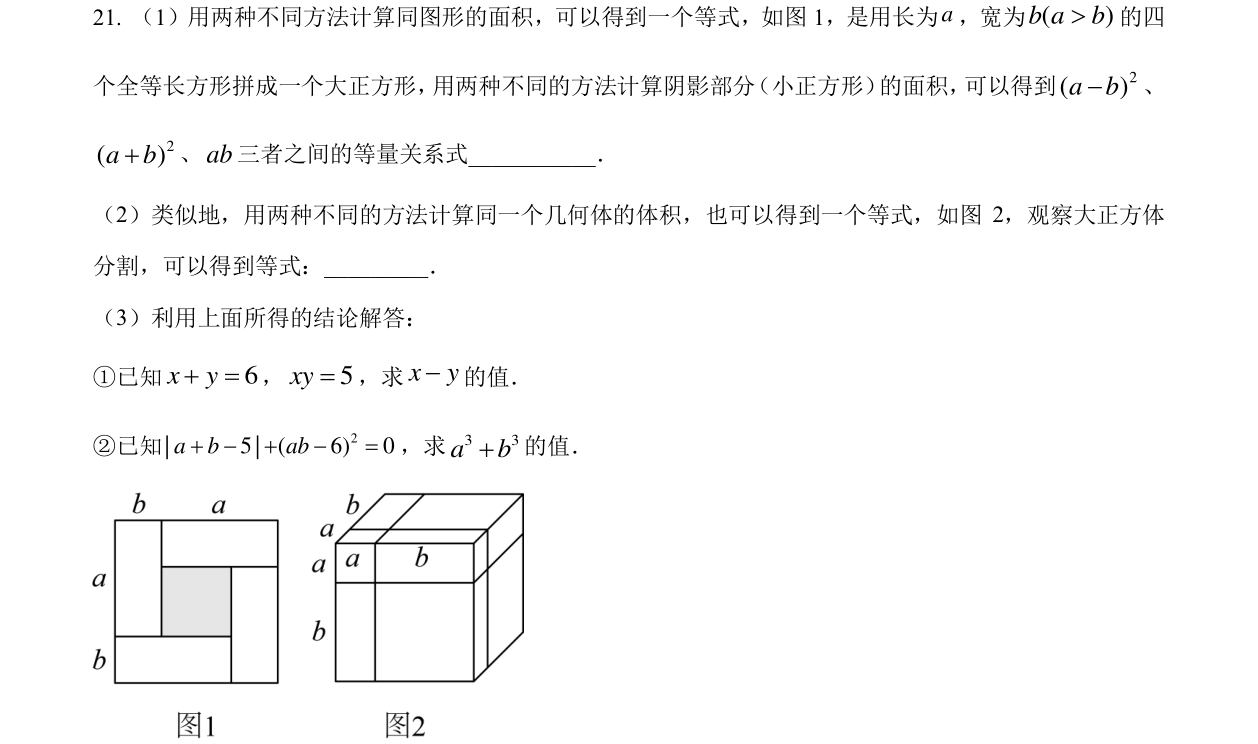 21. （1）用两种不同方法计算同图形的面积，可以得到一个等式，如图 1，是用长为a，宽为b(a > b) 的四
个全等长方形拼成一个大正方形，用两种不同的方法计算阴影部分（小正方形）的面积，可以得到(a－b)²、
(a+b)²、ab三者之间的等量关系式___________．
（2）类似地，用两种不同的方法计算同一个几何体的体积，也可以得到一个等式，如图 2，观察大正方体
分割，可以得到等式：_________．
（3）利用上面所得的结论解答：
①已知 x+y=6，xy=5，求 x－y 的值．
②已知|a+b−5|+(ab−6)²=0，求a³+b³的值．
b a
a
b
b
a
a a b
b
图1 图2